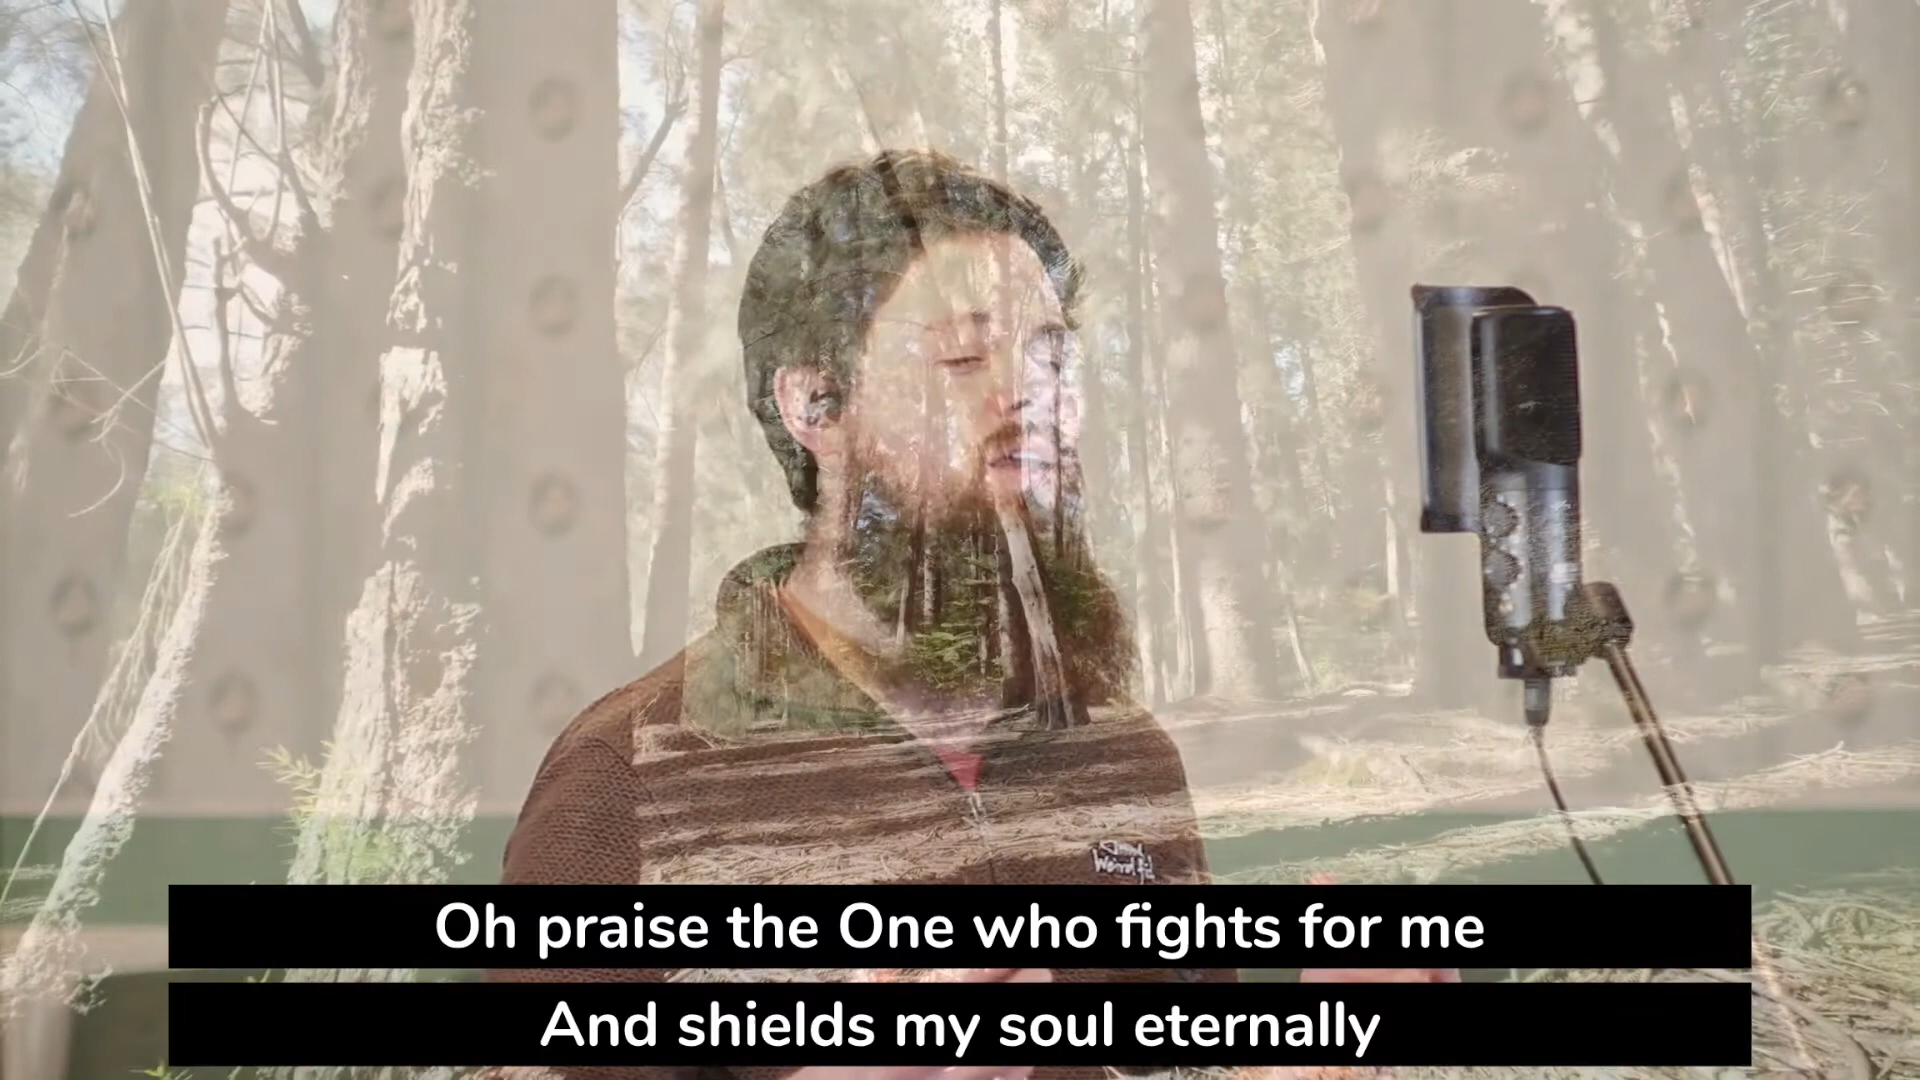 Oh praise the One who fights for me
And shields my soul eternally